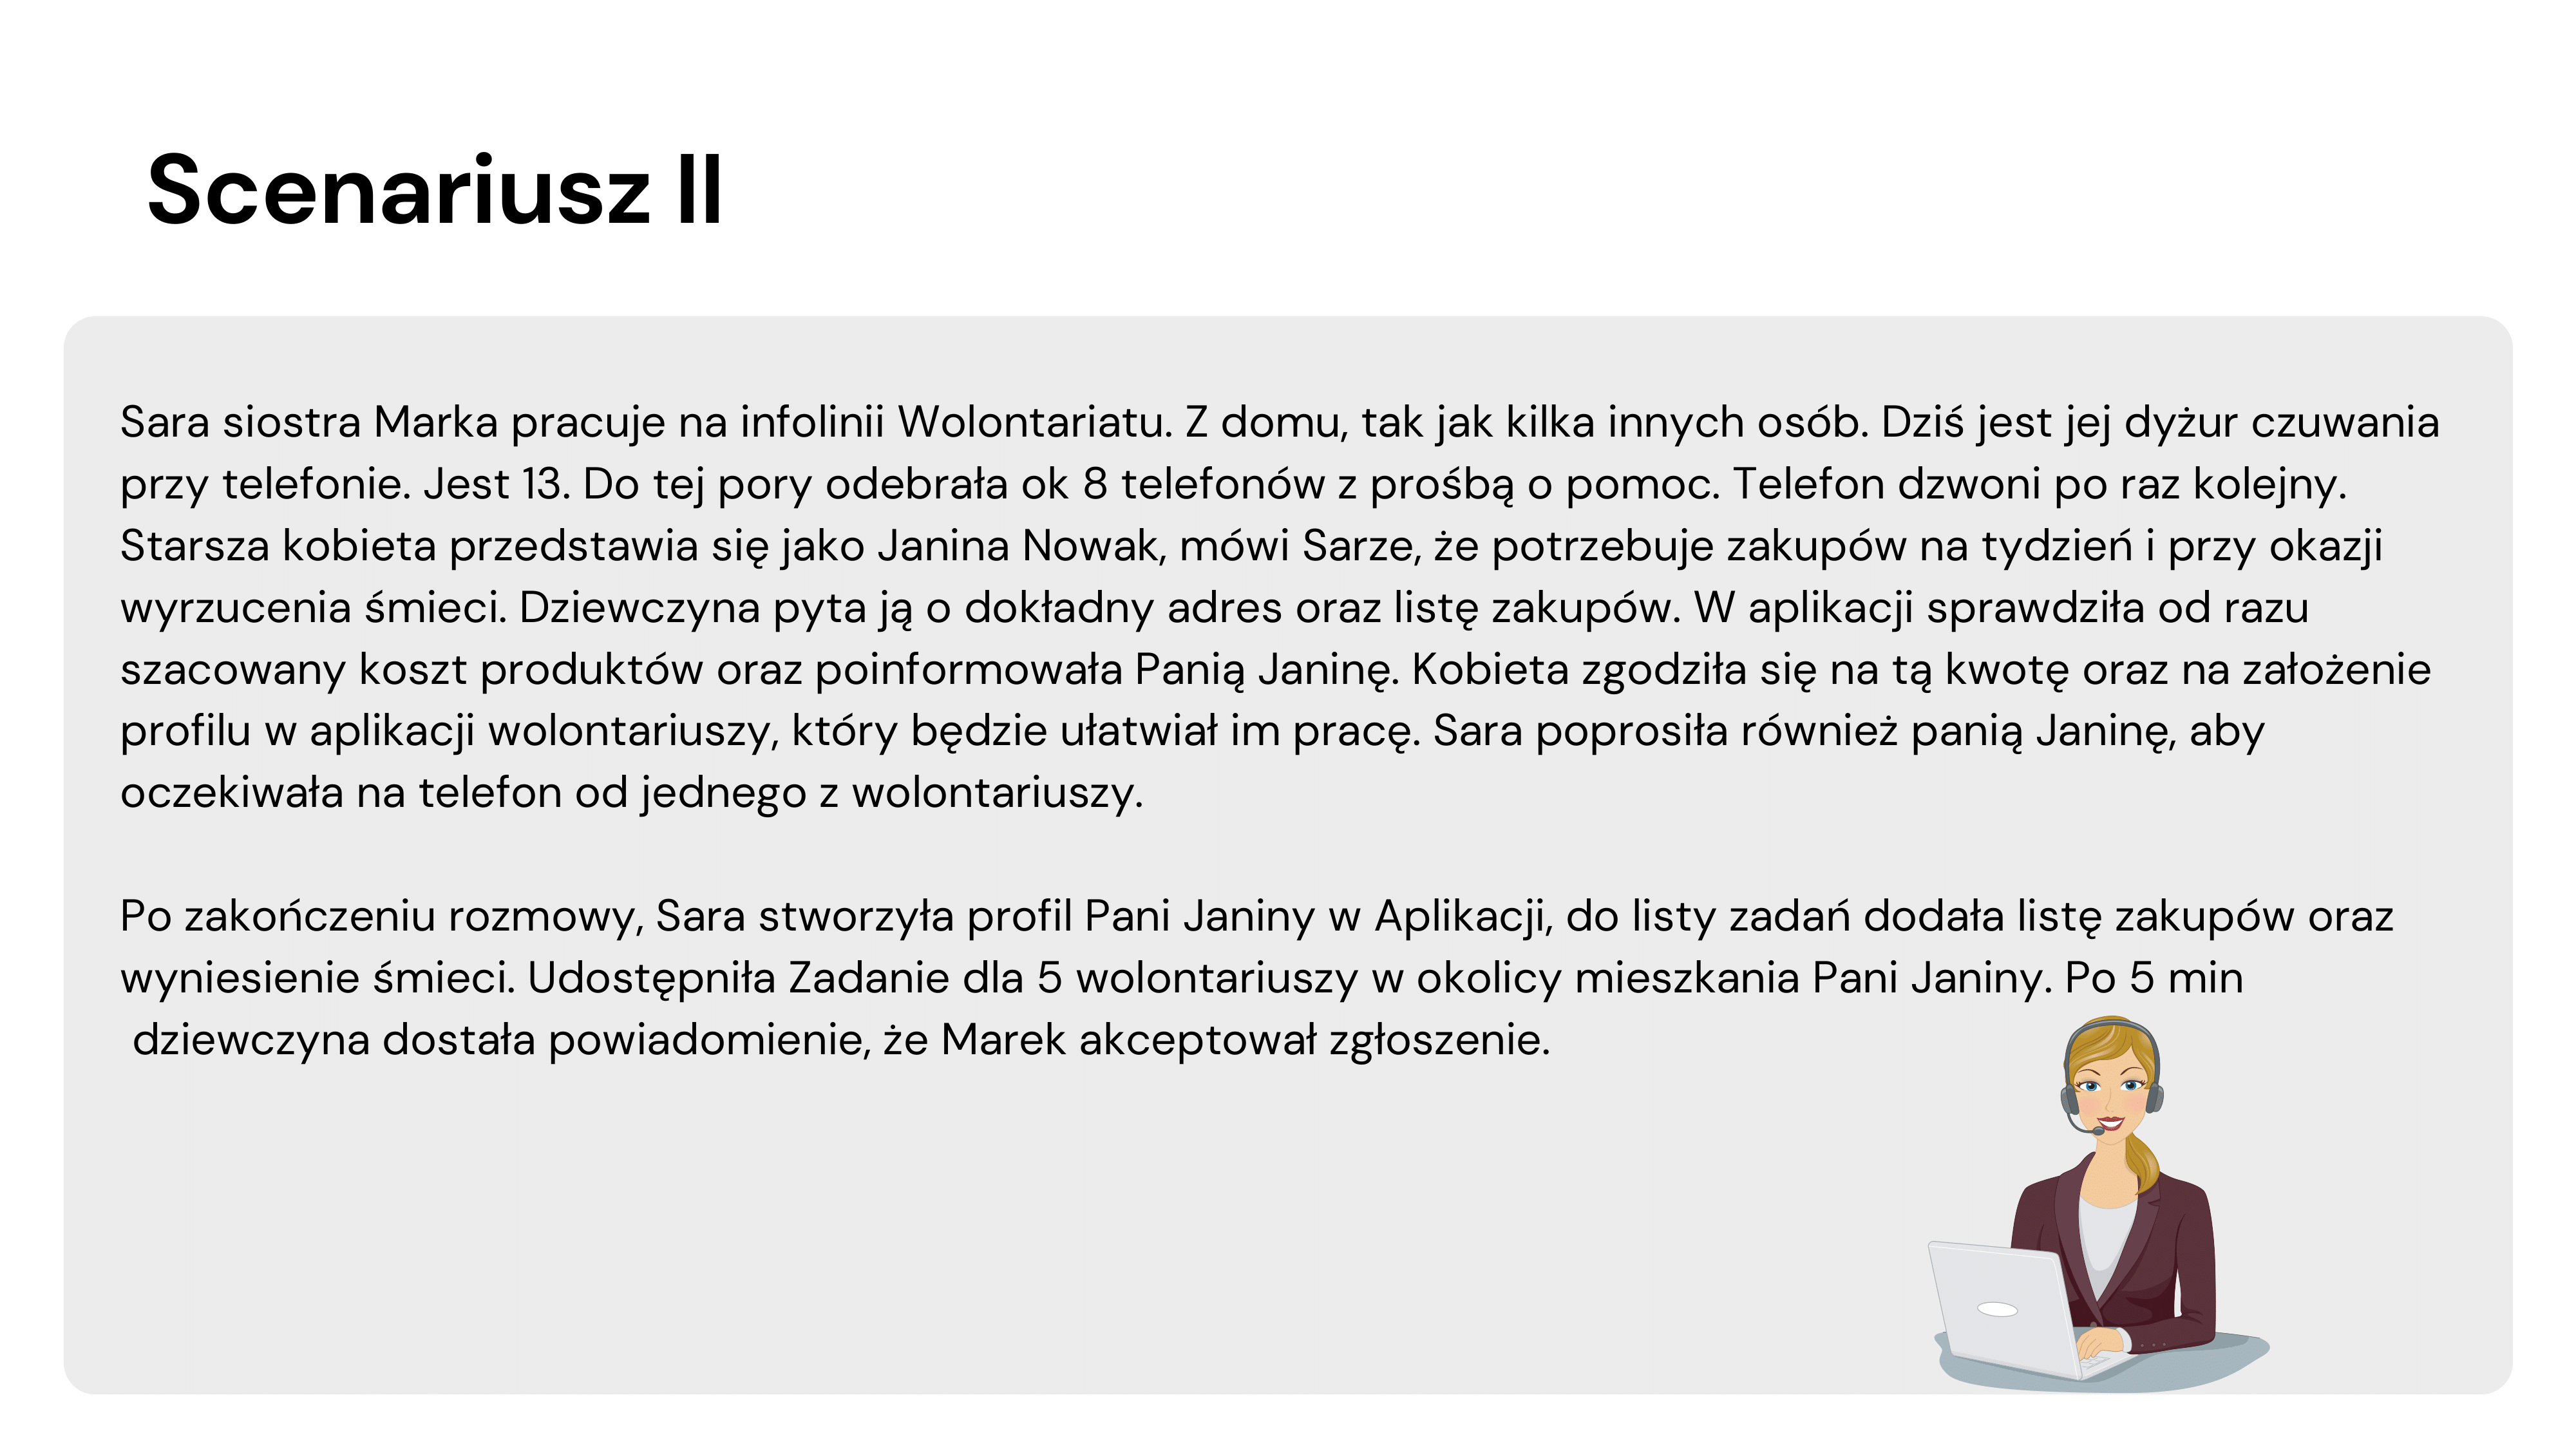 Scenariusz II
Sara siostra Marka pracuje na infolinii Wolontariatu. Z domu, tak jak kilka innych osób. Dziś jest jej dyżur czuwania
przy telefonie. Jest 13. Do tej pory odebrała ok 8 telefonów z prośbą o pomoc. Telefon dzwoni po raz kolejny.
Starsza kobieta przedstawia się jako Janina Nowak, mówi Sarze, że potrzebuje zakupów na tydzień i przy okazji
wyrzucenia śmieci. Dziewczyna pyta ją o dokładny adres oraz listę zakupów. W aplikacji sprawdziła od razu
szacowany koszt produktów oraz poinformowała Panią Janinę. Kobieta zgodziła się na tą kwotę oraz na założenie
profilu w aplikacji wolontariuszy, który będzie ułatwiał im pracę. Sara poprosiła również panią Janinę, aby
oczekiwała na telefon od jednego z wolontariuszy.
Po zakończeniu rozmowy, Sara stworzyła profil Pani Janiny w Aplikacji, do listy zadań dodała listę zakupów oraz
wyniesienie śmieci. Udostępniła Zadanie dla 5 wolontariuszy w okolicy mieszkania Pani Janiny. Po 5 min
dziewczyna dostała powiadomienie, że Marek akceptował zgłoszenie.